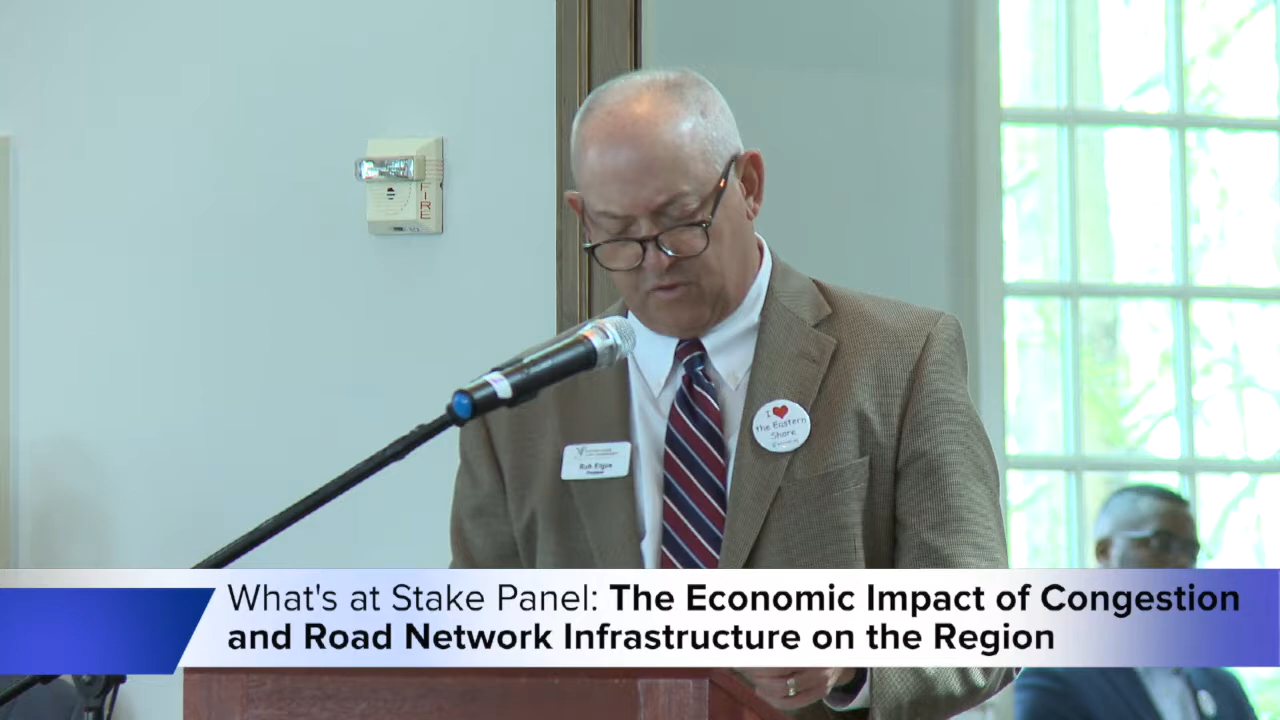 FIRE
I ❤
the Eastern
Shore
What's at Stake Panel: The Economic Impact of Congestion
and Road Network Infrastructure on the Region